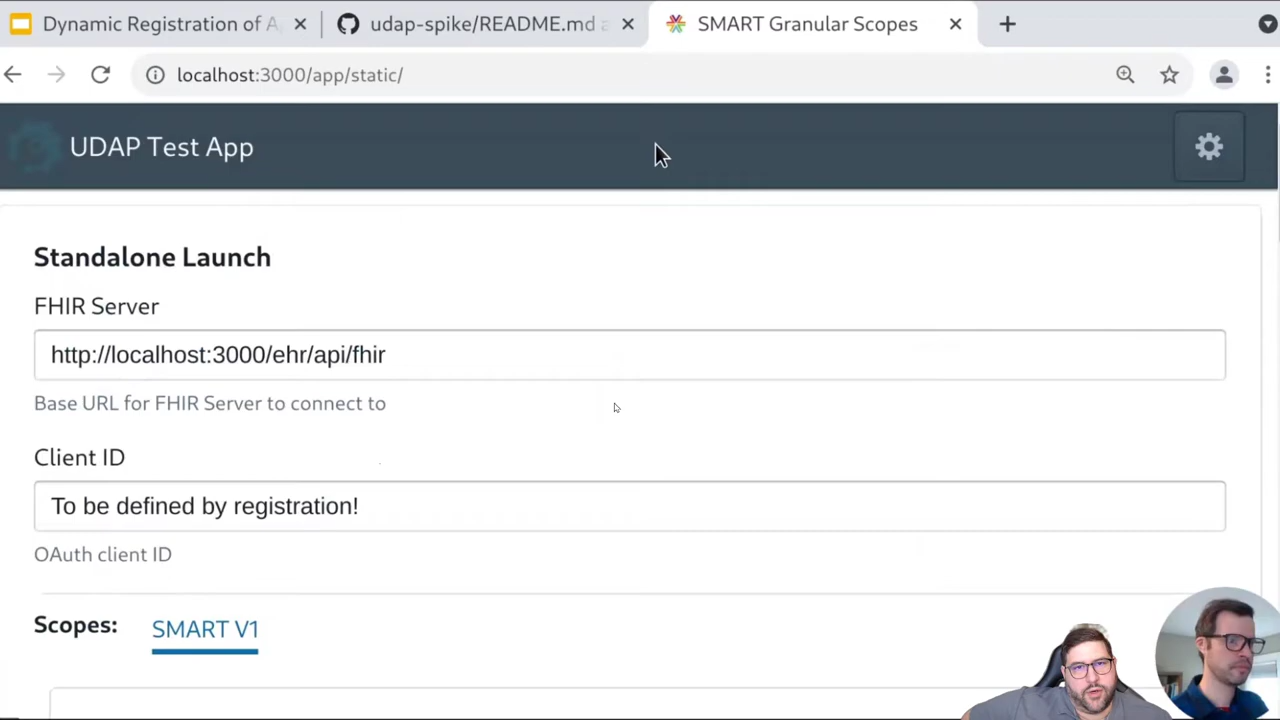 Dynamic Registration of A
udap-spike/README.md a
SMART Granular Scopes
localhost:3000/app/static/
UDAP Test App
Standalone Launch
FHIR Server
http://localhost:3000/ehr/api/fhir
Base URL for FHIR Server to connect to
Client ID
To be defined by registration!
OAuth client ID
Scopes: SMART V1